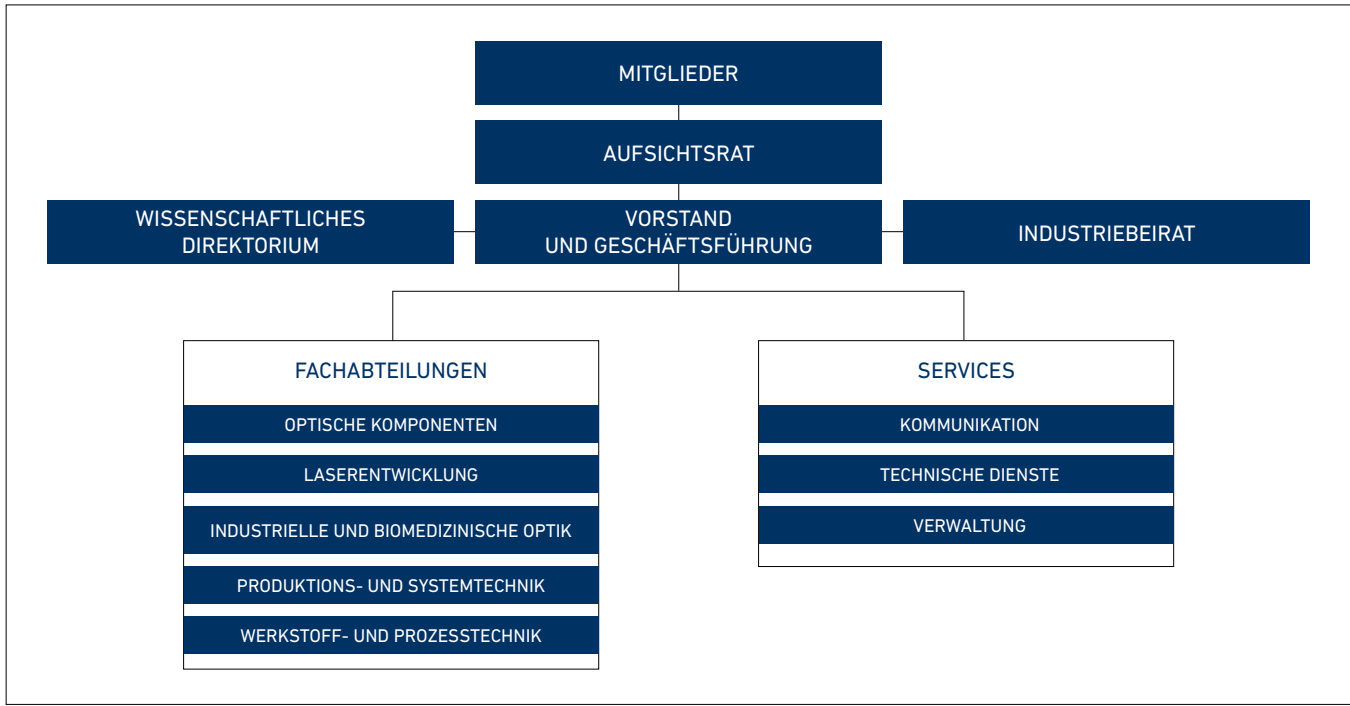 MITGLIEDER
AUFSICHTSRAT
WISSENSCHAFTLICHES
DIREKTORIUM
VORSTAND
UND GESCHÄFTSFÜHRUNG
INDUSTRIEBEIRAT
FACHABTEILUNGEN
OPTISCHE KOMPONENTEN
LASERENTWICKLUNG
INDUSTRIELLE UND BIOMEDIZINISCHE OPTIK
PRODUKTIONS- UND SYSTEMTECHNIK
WERKSTOFF- UND PROZESSTECHNIK
SERVICES
KOMMUNIKATION
TECHNISCHE DIENSTE
VERWALTUNG